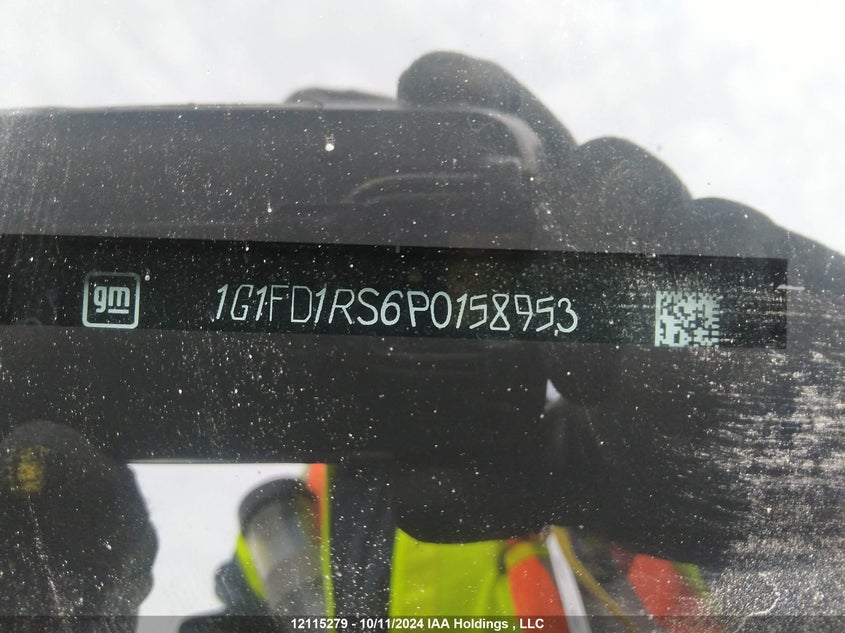 gm 1G1FD1RS6P0158953
12115279 - 10/11/2024 IAA Holdings , LLC